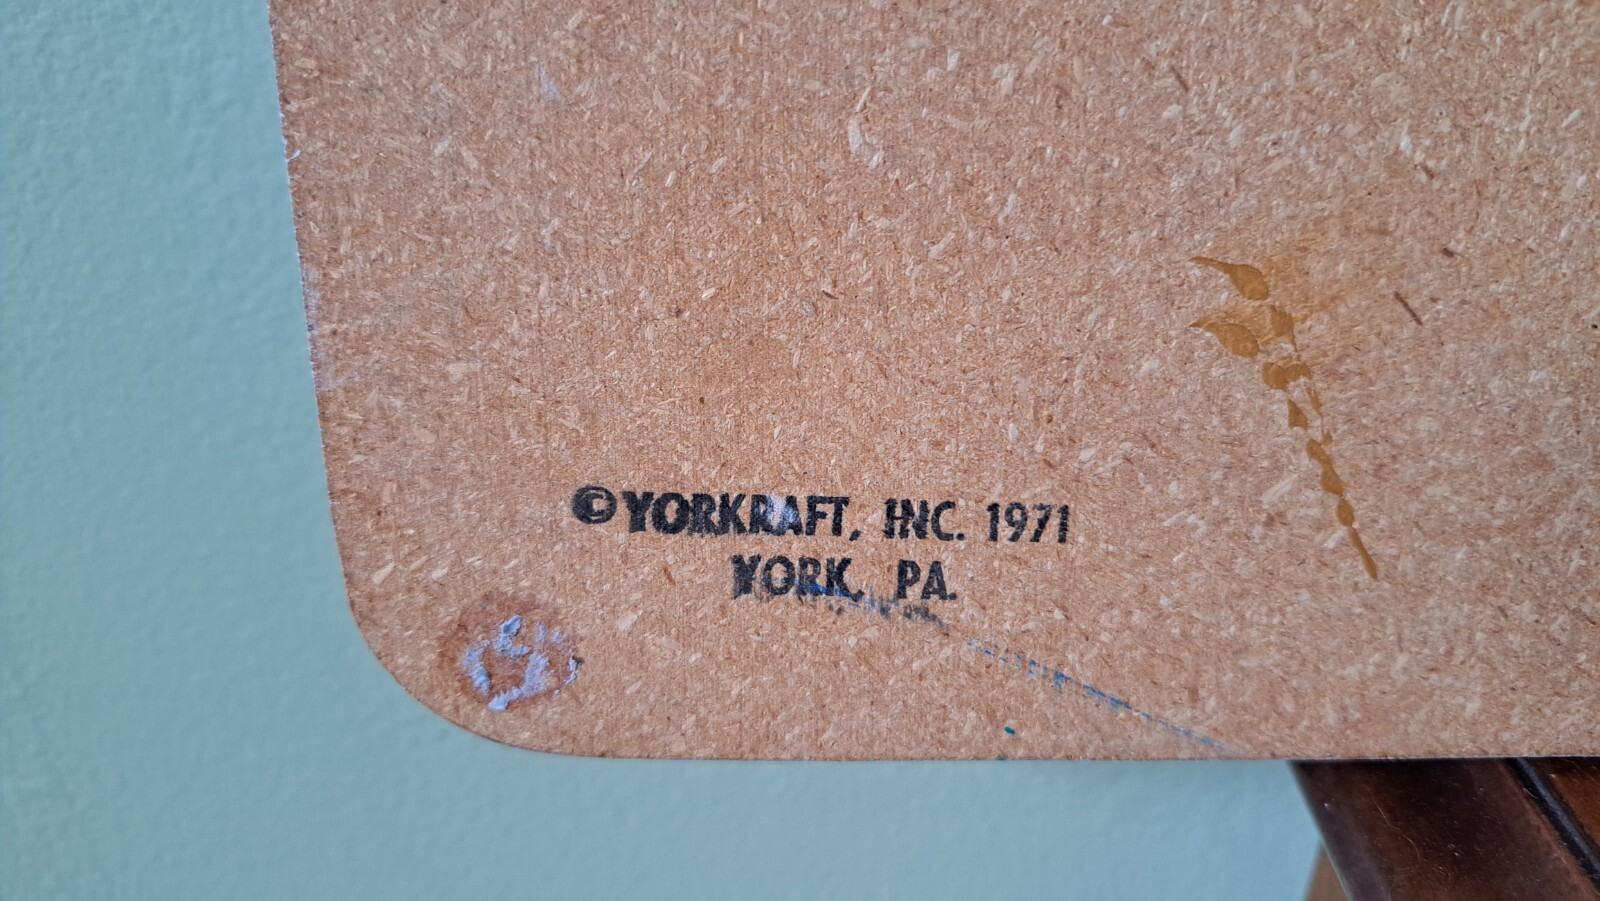 ©YORKRAFT, INC. 1971
YORK, PA.